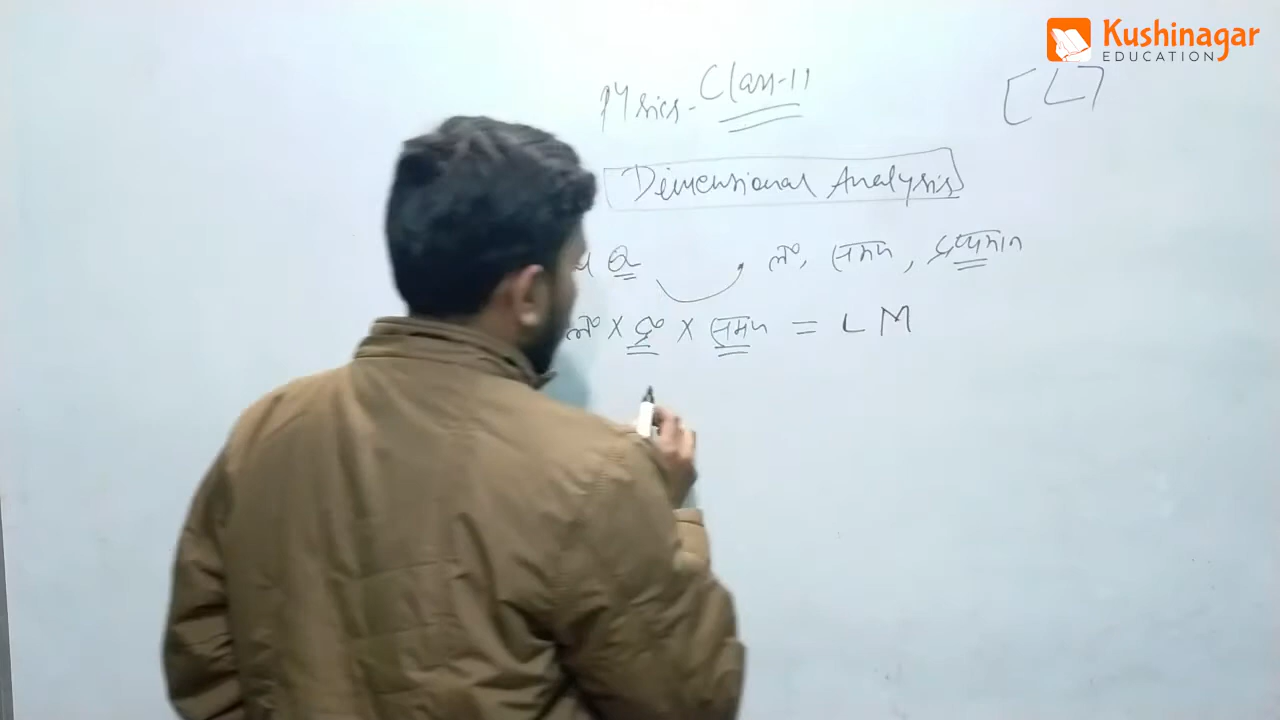 Kushinagar
EDUCATION
Physics - Class-11
[L]
Dimensional Analysis
Q लं०, समय, द्रव्यमान
लं० X द्र० X समय = L M